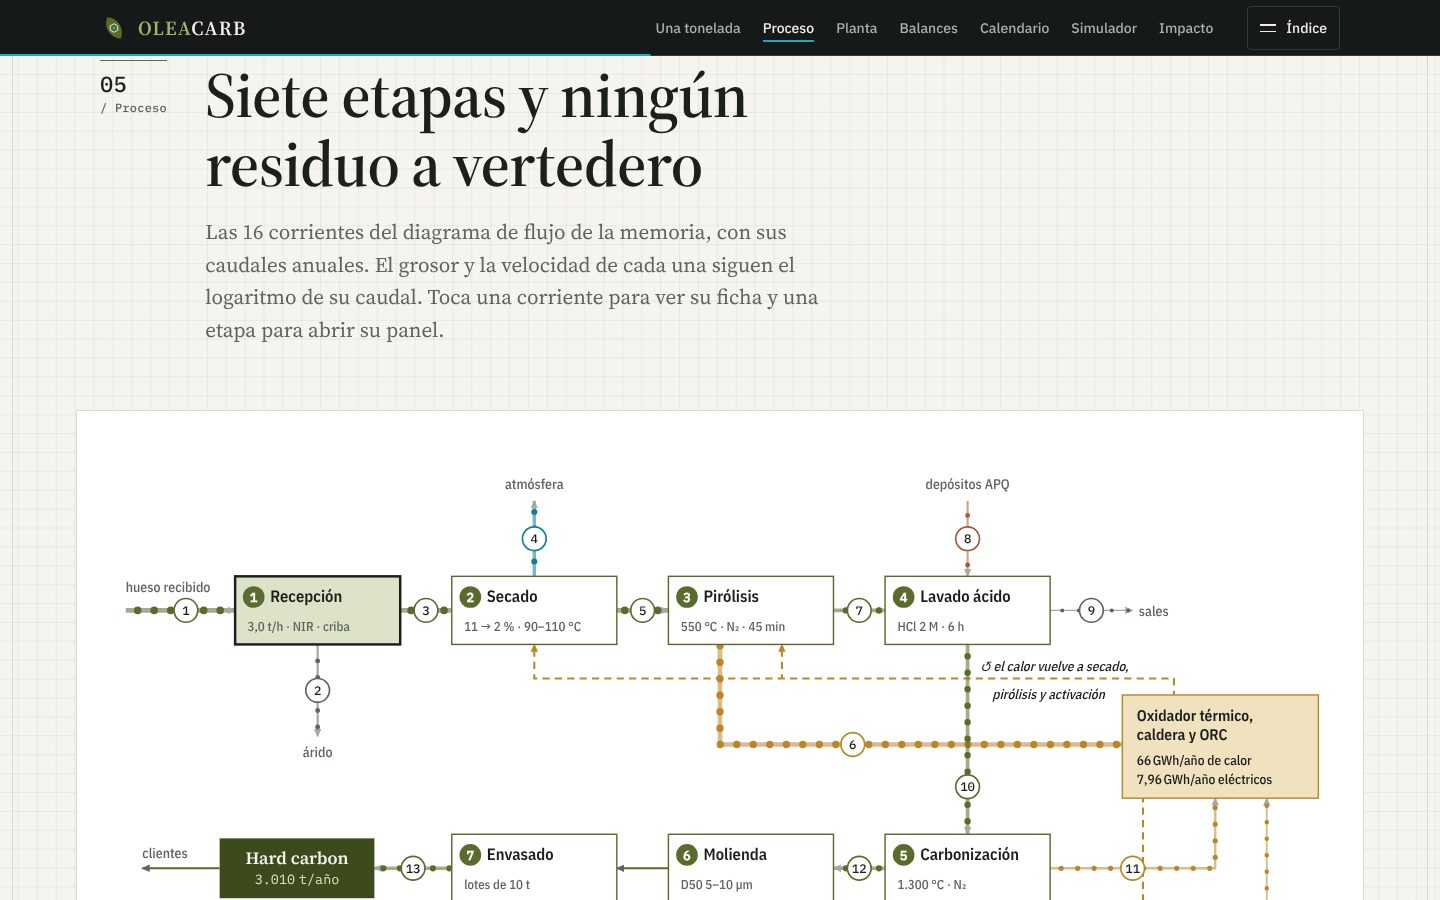 OLEACARB
Una tonelada
Proceso
Planta
Balances
Calendario
Simulador
Impacto
Índice
05
/ Proceso
Siete etapas y ningún
residuo a vertedero
Las 16 corrientes del diagrama de flujo de la memoria, con sus
caudales anuales. El grosor y la velocidad de cada una siguen el
logaritmo de su caudal. Toca una corriente para ver su ficha y una
etapa para abrir su panel.
atmósfera
depósitos APQ
4
8
hueso recibido
1
1 Recepción
3,0 t/h · NIR · criba
3
2 Secado
11 → 2 % · 90–110 °C
5
3 Pirólisis
550 °C · N₂ · 45 min
7
4 Lavado ácido
HCl 2 M · 6 h
9
sales
2
árido
↺ el calor vuelve a secado,
pirólisis y activación
6
Oxidador térmico,
caldera y ORC
66 GWh/año de calor
7,96 GWh/año eléctricos
10
clientes
Hard carbon
3.010 t/año
13
7 Envasado
lotes de 10 t
6 Molienda
D50 5–10 µm
12
5 Carbonización
1.300 °C · N₂
11